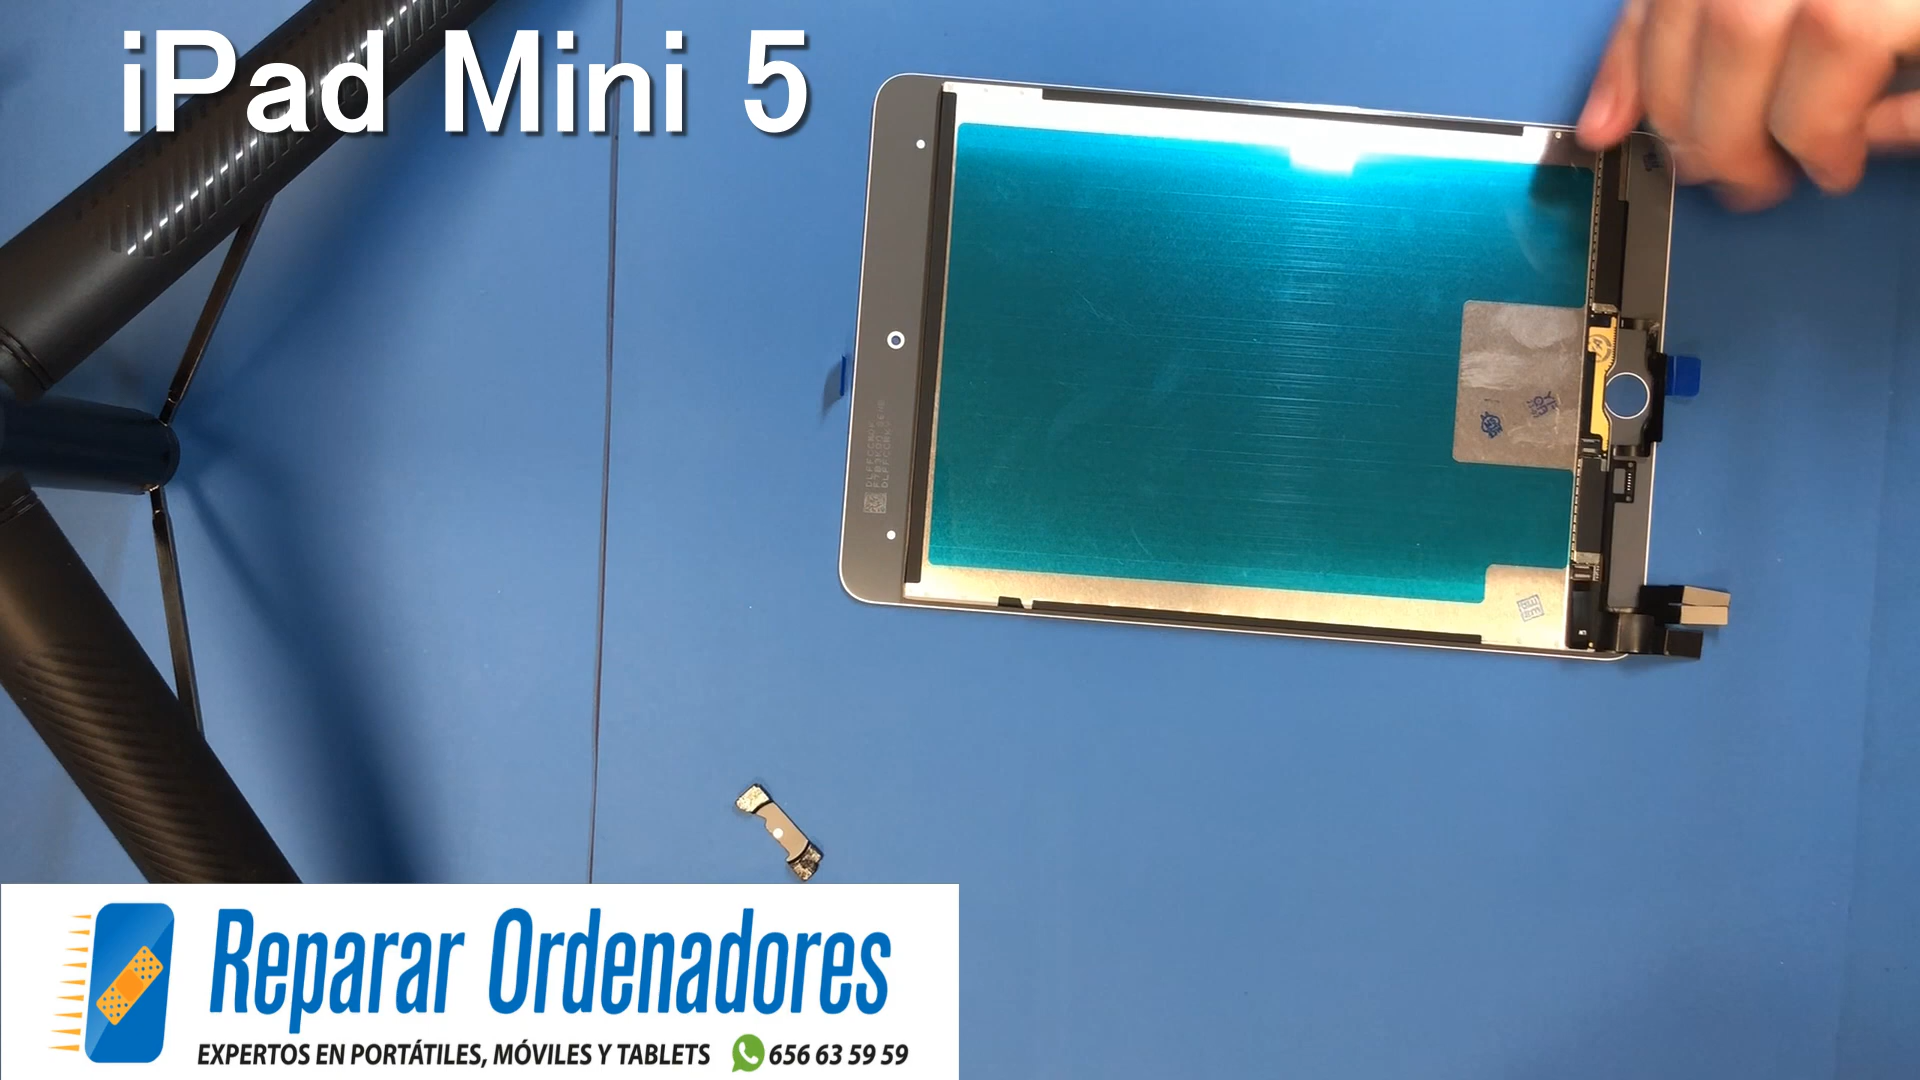 iPad Mini 5
Reparar Ordenadores
EXPERTOS EN PORTÁTILES, MÓVILES Y TABLETS 656 63 59 59